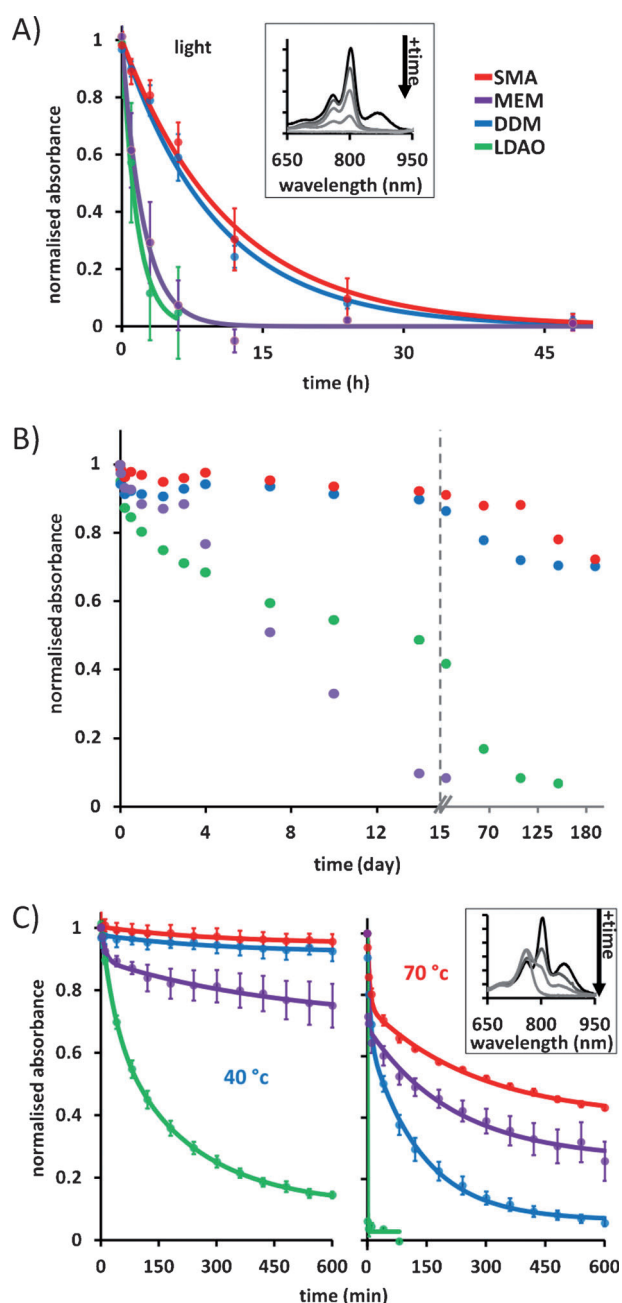 A)
light
+time
650 800 950
wavelength (nm)
SMA
MEM
DDM
LDAO
normalised absorbance
1
0.8
0.6
0.4
0.2
0
0 15 30 45
time (h)
B)
normalised absorbance
1
0.8
0.6
0.4
0.2
0
0 4 8 12 15 70 125 180
time (day)
C)
normalised absorbance
1
0.8
0.6
0.4
0.2
0
40 °c
0 150 300 450 600
70 °c
+time
650 800 950
wavelength (nm)
0 150 300 450 600
time (min)